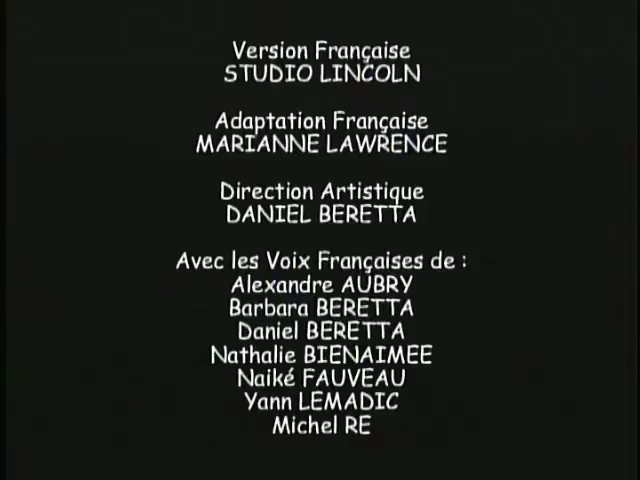 Version Française
STUDIO LINCOLN
Adaptation Française
MARIANNE LAWRENCE
Direction Artistique
DANIEL BERETTA
Avec les Voix Françaises de :
Alexandre AUBRY
Barbara BERETTA
Daniel BERETTA
Nathalie BIENAIMEE
Naiké FAUVEAU
Yann LEMADIC
Michel RE